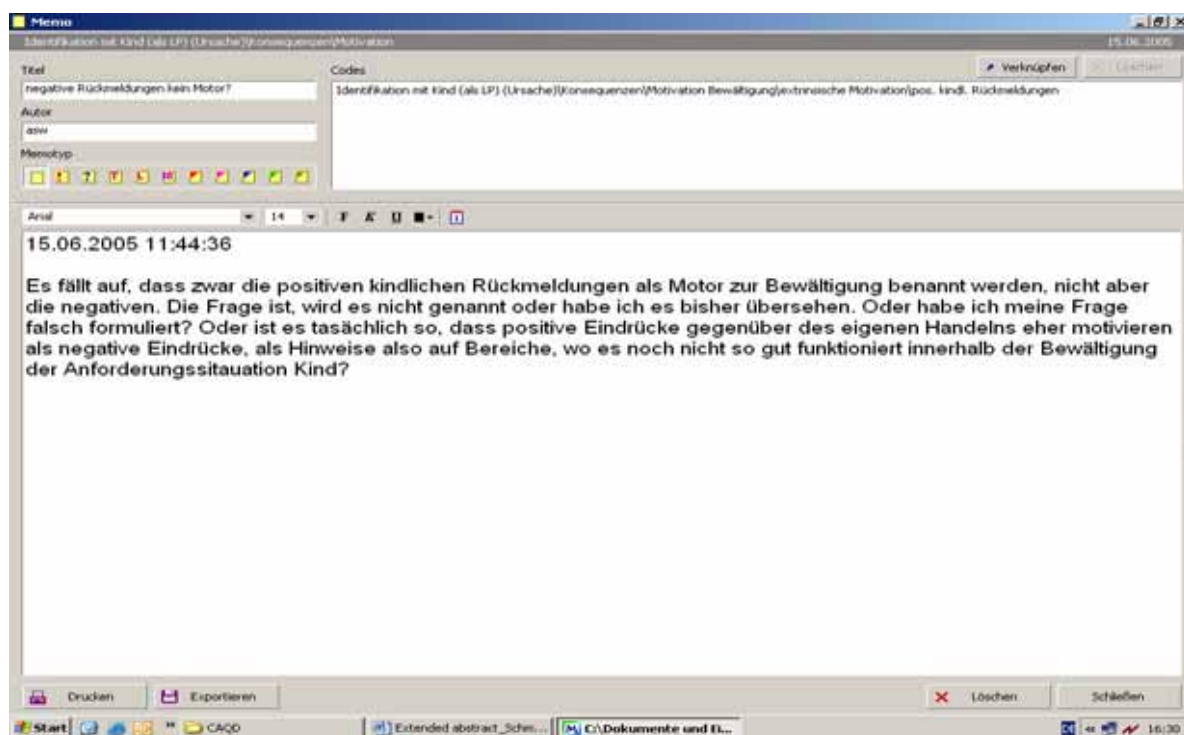 Memo
Identifikation mit Kind (als LP) (Ursache)\Konsequenzen\Motivation 15.06.2005
Titel
negative Rückmeldungen kein Motor?
Autor
asw
Memotyp
Codes
Verknüpfen
Löschen
Identifikation mit Kind (als LP) (Ursache)\Konsequenzen\Motivation Bewältigung\extrinsische Motivation\pos. kindl. Rückmeldungen
Arial 14 F K U
15.06.2005 11:44:36
Es fällt auf, dass zwar die positiven kindlichen Rückmeldungen als Motor zur Bewältigung benannt werden, nicht aber
die negativen. Die Frage ist, wird es nicht genannt oder habe ich es bisher übersehen. Oder habe ich meine Frage
falsch formuliert? Oder ist es tasächlich so, dass positive Eindrücke gegenüber des eigenen Handelns eher motivieren
als negative Eindrücke, als Hinweise also auf Bereiche, wo es noch nicht so gut funktioniert innerhalb der Bewältigung
der Anforderungssitauation Kind?
Drucken Exportieren Löschen Schließen
Start CAQD Extended abstract_Schm... C:\Dokumente und Ei... 16:30